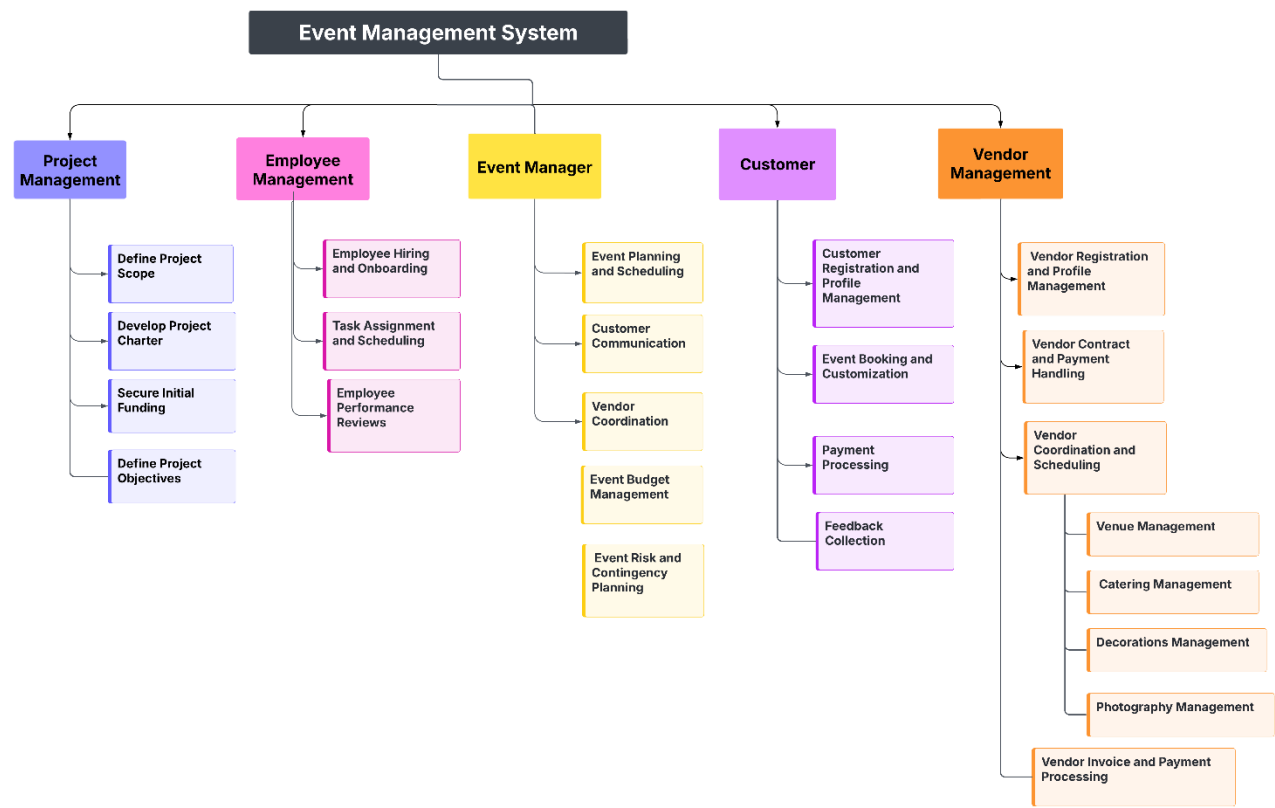 Event Management System
Project
Management
Define Project
Scope
Develop Project
Charter
Secure Initial
Funding
Define Project
Objectives
Employee
Management
Employee Hiring
and Onboarding
Task Assignment
and Scheduling
Employee
Performance
Reviews
Event Manager
Event Planning
and Scheduling
Customer
Communication
Vendor
Coordination
Event Budget
Management
Event Risk and
Contingency
Planning
Customer
Customer
Registration and
Profile
Management
Event Booking and
Customization
Payment
Processing
Feedback
Collection
Vendor
Management
Vendor Registration
and Profile
Management
Vendor Contract
and Payment
Handling
Vendor
Coordination and
Scheduling
Venue Management
Catering Management
Decorations Management
Photography Management
Vendor Invoice and Payment
Processing